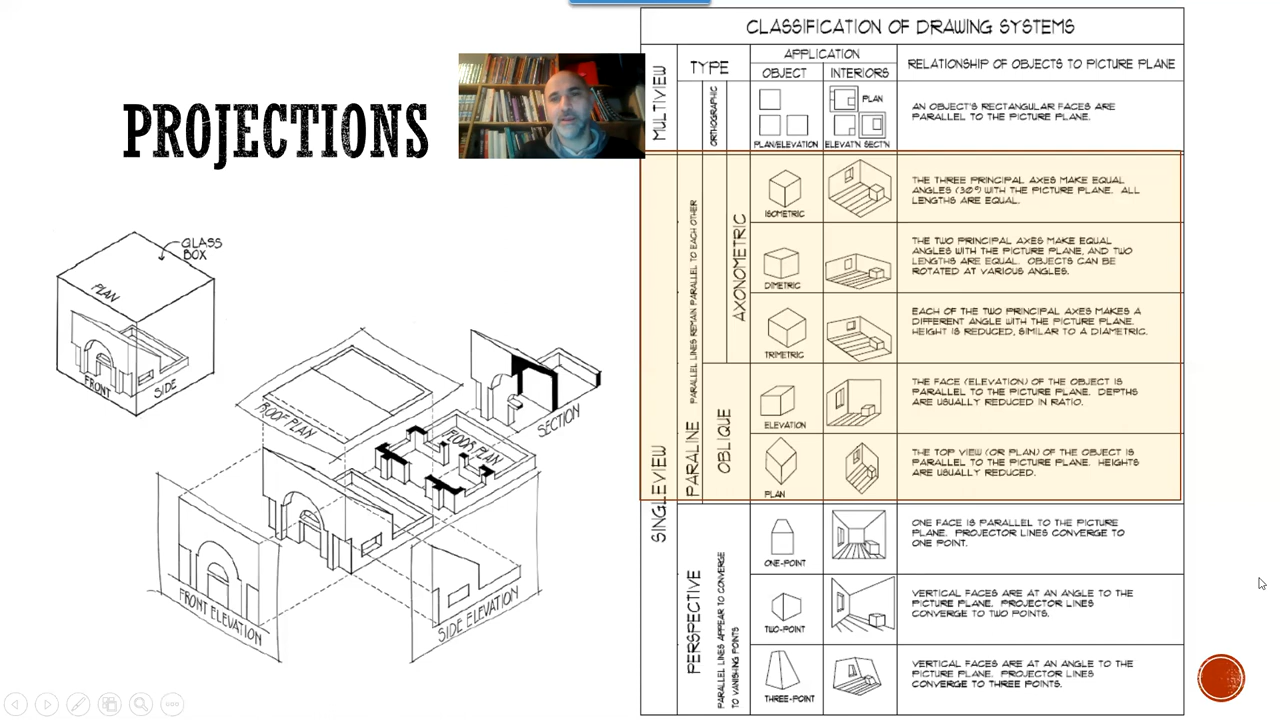 PROJECTIONS
GLASS
BOX
PLAN
FRONT
SIDE
ROOF PLAN
FLOOR PLAN
SECTION
FRONT ELEVATION
SIDE ELEVATION
CLASSIFICATION OF DRAWING SYSTEMS
TYPE
APPLICATION
OBJECT
INTERIORS
RELATIONSHIP OF OBJECTS TO PICTURE PLANE
MULTIVIEW
ORTHOGRAPHIC
PLAN
PLAN/ELEVATION
ELEVAT'N SECT'N
AN OBJECT'S RECTANGULAR FACES ARE
PARALLEL TO THE PICTURE PLANE.
SINGLEVIEW
PARALINE
PARALLEL LINES REMAIN PARALLEL TO EACH OTHER
AXONOMETRIC
ISOMETRIC
THE THREE PRINCIPAL AXES MAKE EQUAL
ANGLES (30°) WITH THE PICTURE PLANE. ALL
LENGTHS ARE EQUAL.
DIMETRIC
THE TWO PRINCIPAL AXES MAKE EQUAL
ANGLES WITH THE PICTURE PLANE, AND TWO
LENGTHS ARE EQUAL. OBJECTS CAN BE
ROTATED AT VARIOUS ANGLES.
TRIMETRIC
EACH OF THE TWO PRINCIPAL AXES MAKES A
DIFFERENT ANGLE WITH THE PICTURE PLANE.
HEIGHT IS REDUCED, SIMILAR TO A DIAMETRIC.
OBLIQUE
ELEVATION
THE FACE (ELEVATION) OF THE OBJECT IS
PARALLEL TO THE PICTURE PLANE. DEPTHS
ARE USUALLY REDUCED IN RATIO.
PLAN
THE TOP VIEW (OR PLAN) OF THE OBJECT IS
PARALLEL TO THE PICTURE PLANE. HEIGHTS
ARE USUALLY REDUCED.
PERSPECTIVE
PARALLEL LINES APPEAR TO CONVERGE
TO VANISHING POINTS
ONE-POINT
ONE FACE IS PARALLEL TO THE PICTURE
PLANE. PROJECTOR LINES CONVERGE TO
ONE POINT.
TWO-POINT
VERTICAL FACES ARE AT AN ANGLE TO THE
PICTURE PLANE. PROJECTOR LINES
CONVERGE TO TWO POINTS.
THREE-POINT
VERTICAL FACES ARE AT AN ANGLE TO THE
PICTURE PLANE. PROJECTOR LINES
CONVERGE TO THREE POINTS.